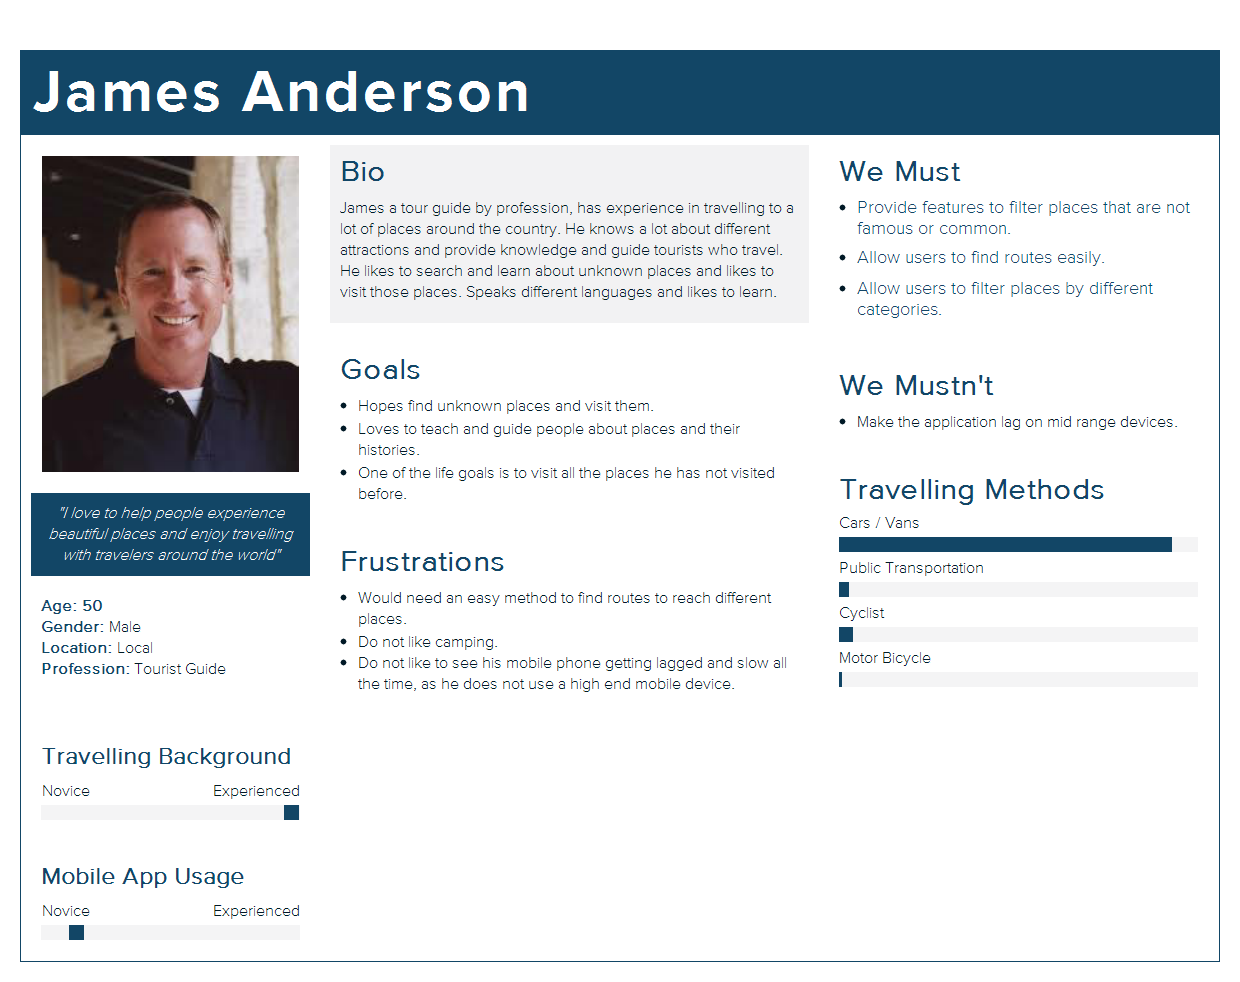 James Anderson
"I love to help people experience
beautiful places and enjoy travelling
with travelers around the world"
Age: 50
Gender: Male
Location: Local
Profession: Tourist Guide
Travelling Background
Novice Experienced
Mobile App Usage
Novice Experienced
Bio
James a tour guide by profession, has experience in travelling to a
lot of places around the country. He knows a lot about different
attractions and provide knowledge and guide tourists who travel.
He likes to search and learn about unknown places and likes to
visit those places. Speaks different languages and likes to learn.
Goals
• Hopes find unknown places and visit them.
• Loves to teach and guide people about places and their
histories.
• One of the life goals is to visit all the places he has not visited
before.
Frustrations
• Would need an easy method to find routes to reach different
places.
• Do not like camping.
• Do not like to see his mobile phone getting lagged and slow all
the time, as he does not use a high end mobile device.
We Must
• Provide features to filter places that are not
famous or common.
• Allow users to find routes easily.
• Allow users to filter places by different
categories.
We Mustn't
• Make the application lag on mid range devices.
Travelling Methods
Cars / Vans
Public Transportation
Cyclist
Motor Bicycle